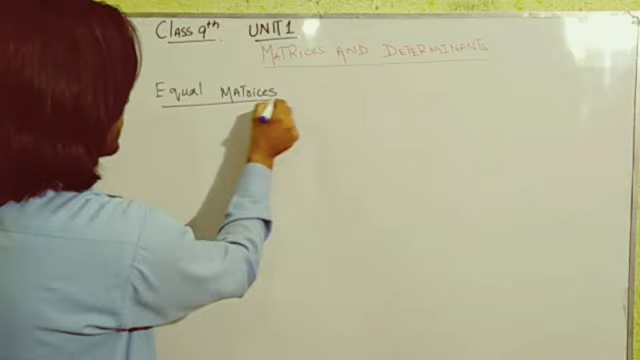 Class 9th. UNIT 1
MATRICES AND DETERMINANTS
Equal MATRICES